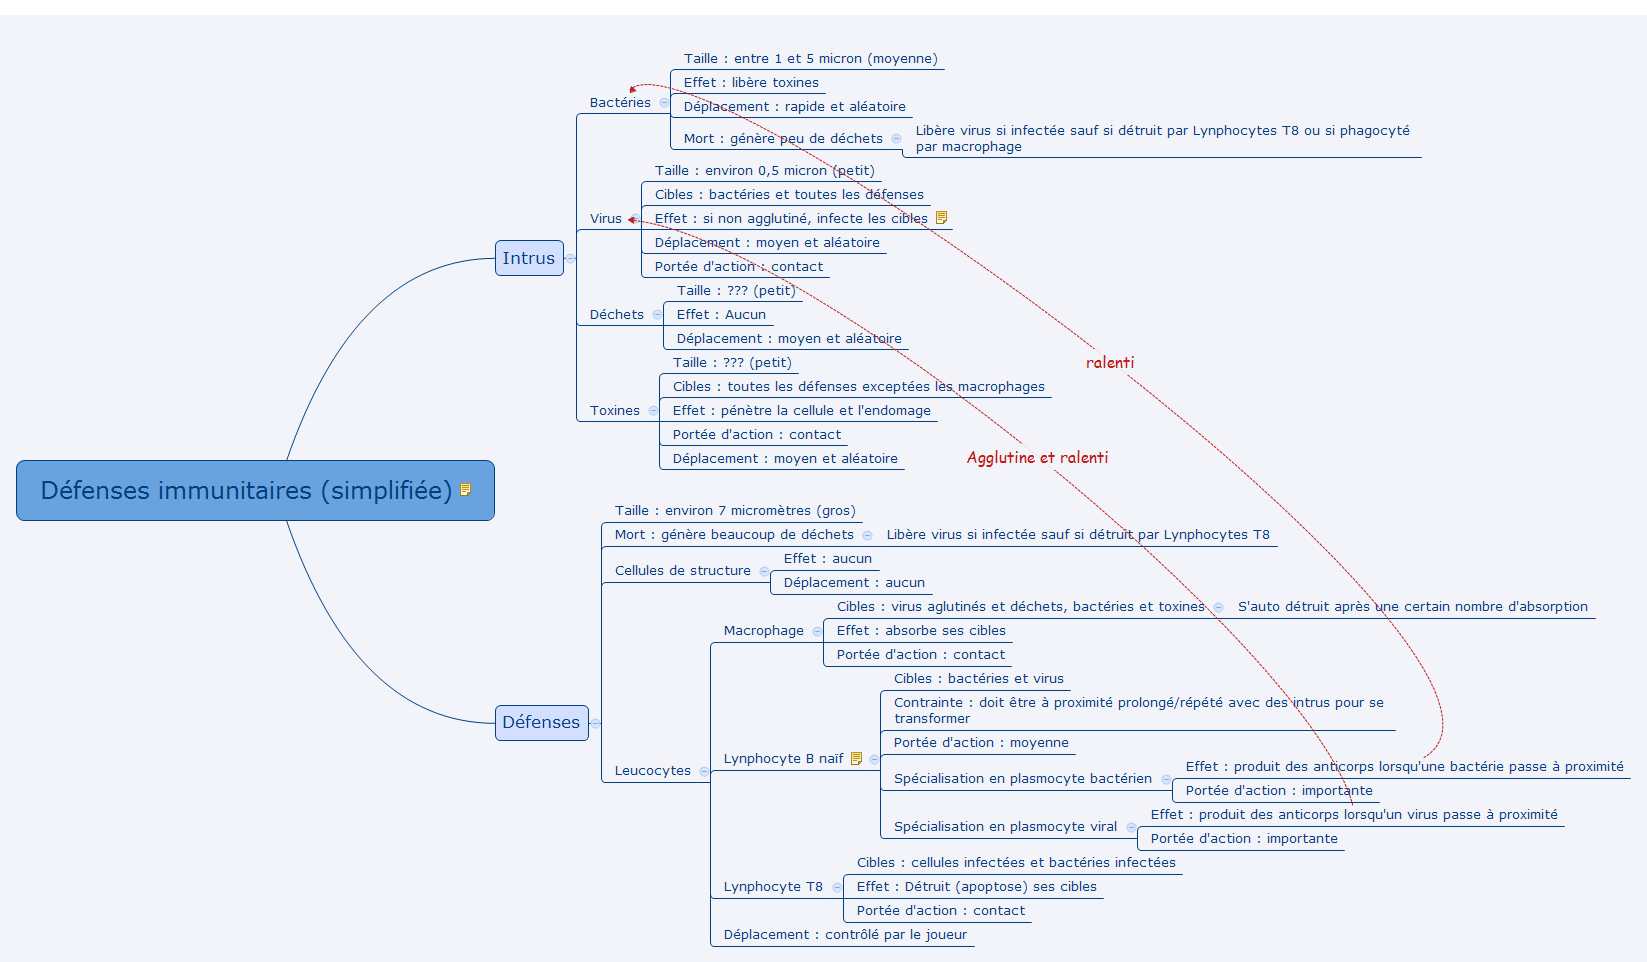 Taille : entre 1 et 5 micron (moyenne)
Effet : libère toxines
Bactéries
Déplacement : rapide et aléatoire
Mort : génère peu de déchets
Libère virus si infectée sauf si détruit par Lynphocytes T8 ou si phagocyté
par macrophage
Taille : environ 0,5 micron (petit)
Cibles : bactéries et toutes les défenses
Virus
Effet : si non agglutiné, infecte les cibles
Déplacement : moyen et aléatoire
Portée d'action : contact
Intrus
Taille : ??? (petit)
Déchets
Effet : Aucun
Déplacement : moyen et aléatoire
Taille : ??? (petit)
Cibles : toutes les défenses exceptées les macrophages
Toxines
Effet : pénètre la cellule et l'endomage
Portée d'action : contact
Déplacement : moyen et aléatoire
ralenti
Agglutine et ralenti
Défenses immunitaires (simplifiée)
Taille : environ 7 micromètres (gros)
Mort : génère beaucoup de déchets
Libère virus si infectée sauf si détruit par Lynphocytes T8
Cellules de structure
Effet : aucun
Déplacement : aucun
Cibles : virus aglutinés et déchets, bactéries et toxines
S'auto détruit après une certain nombre d'absorption
Macrophage
Effet : absorbe ses cibles
Portée d'action : contact
Défenses
Leucocytes
Cibles : bactéries et virus
Contrainte : doit être à proximité prolongé/répété avec des intrus pour se
transformer
Portée d'action : moyenne
Lynphocyte B naïf
Spécialisation en plasmocyte bactérien
Effet : produit des anticorps lorsqu'une bactérie passe à proximité
Portée d'action : importante
Spécialisation en plasmocyte viral
Effet : produit des anticorps lorsqu'un virus passe à proximité
Portée d'action : importante
Cibles : cellules infectées et bactéries infectées
Lynphocyte T8
Effet : Détruit (apoptose) ses cibles
Portée d'action : contact
Déplacement : contrôlé par le joueur